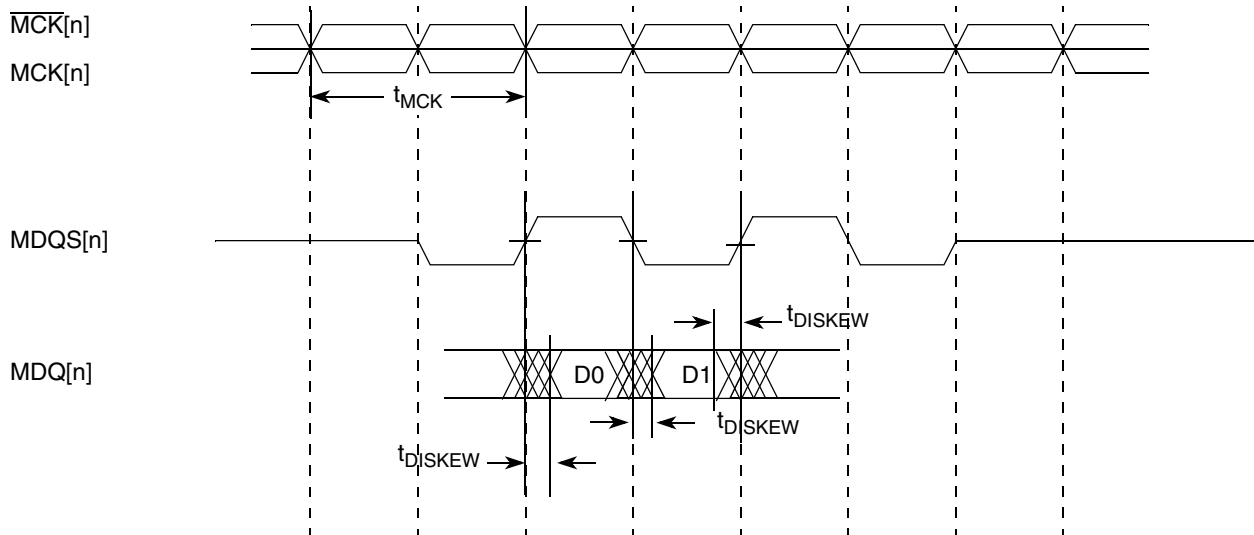 MCK[n]
MCK[n]
tMCK
MDQS[n]
tDISKEW
MDQ[n]
D0
D1
tDISKEW
tDISKEW